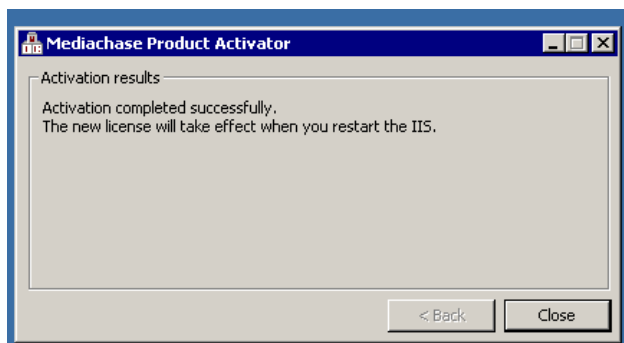 Mediachase Product Activator
Activation results
Activation completed successfully.
The new license will take effect when you restart the IIS.
< Back
Close